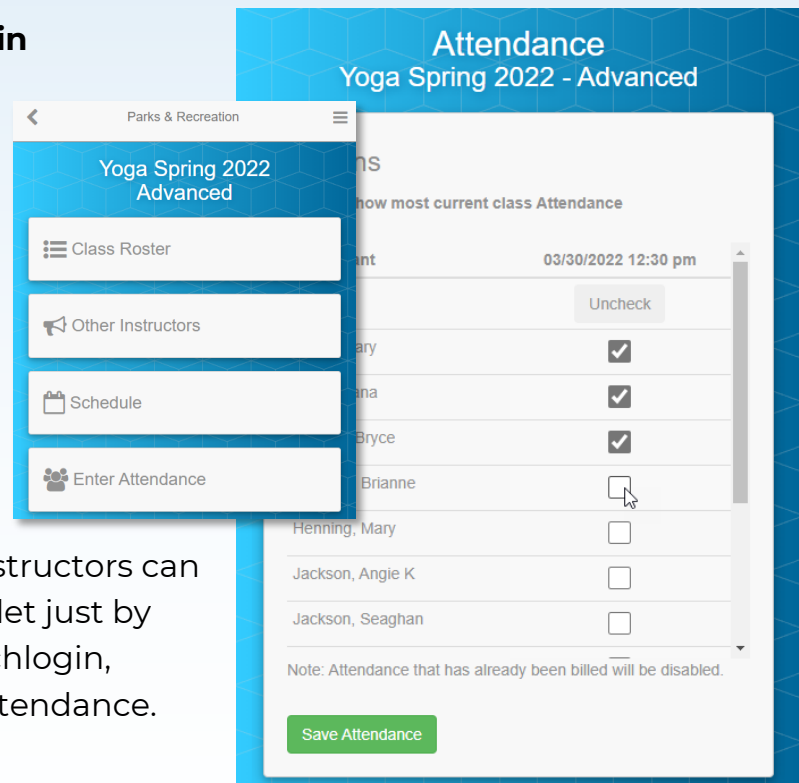 in
Parks & Recreation
Yoga Spring 2022
Advanced
Class Roster
Other Instructors
Schedule
Enter Attendance
structors can
let just by
hlogin,
tendance.
Attendance
Yoga Spring 2022 - Advanced
ns
how most current class Attendance
nt 03/30/2022 12:30 pm
Uncheck
ary
ana
Bryce
Brianne
Henning, Mary
Jackson, Angie K
Jackson, Seaghan
Note: Attendance that has already been billed will be disabled.
Save Attendance